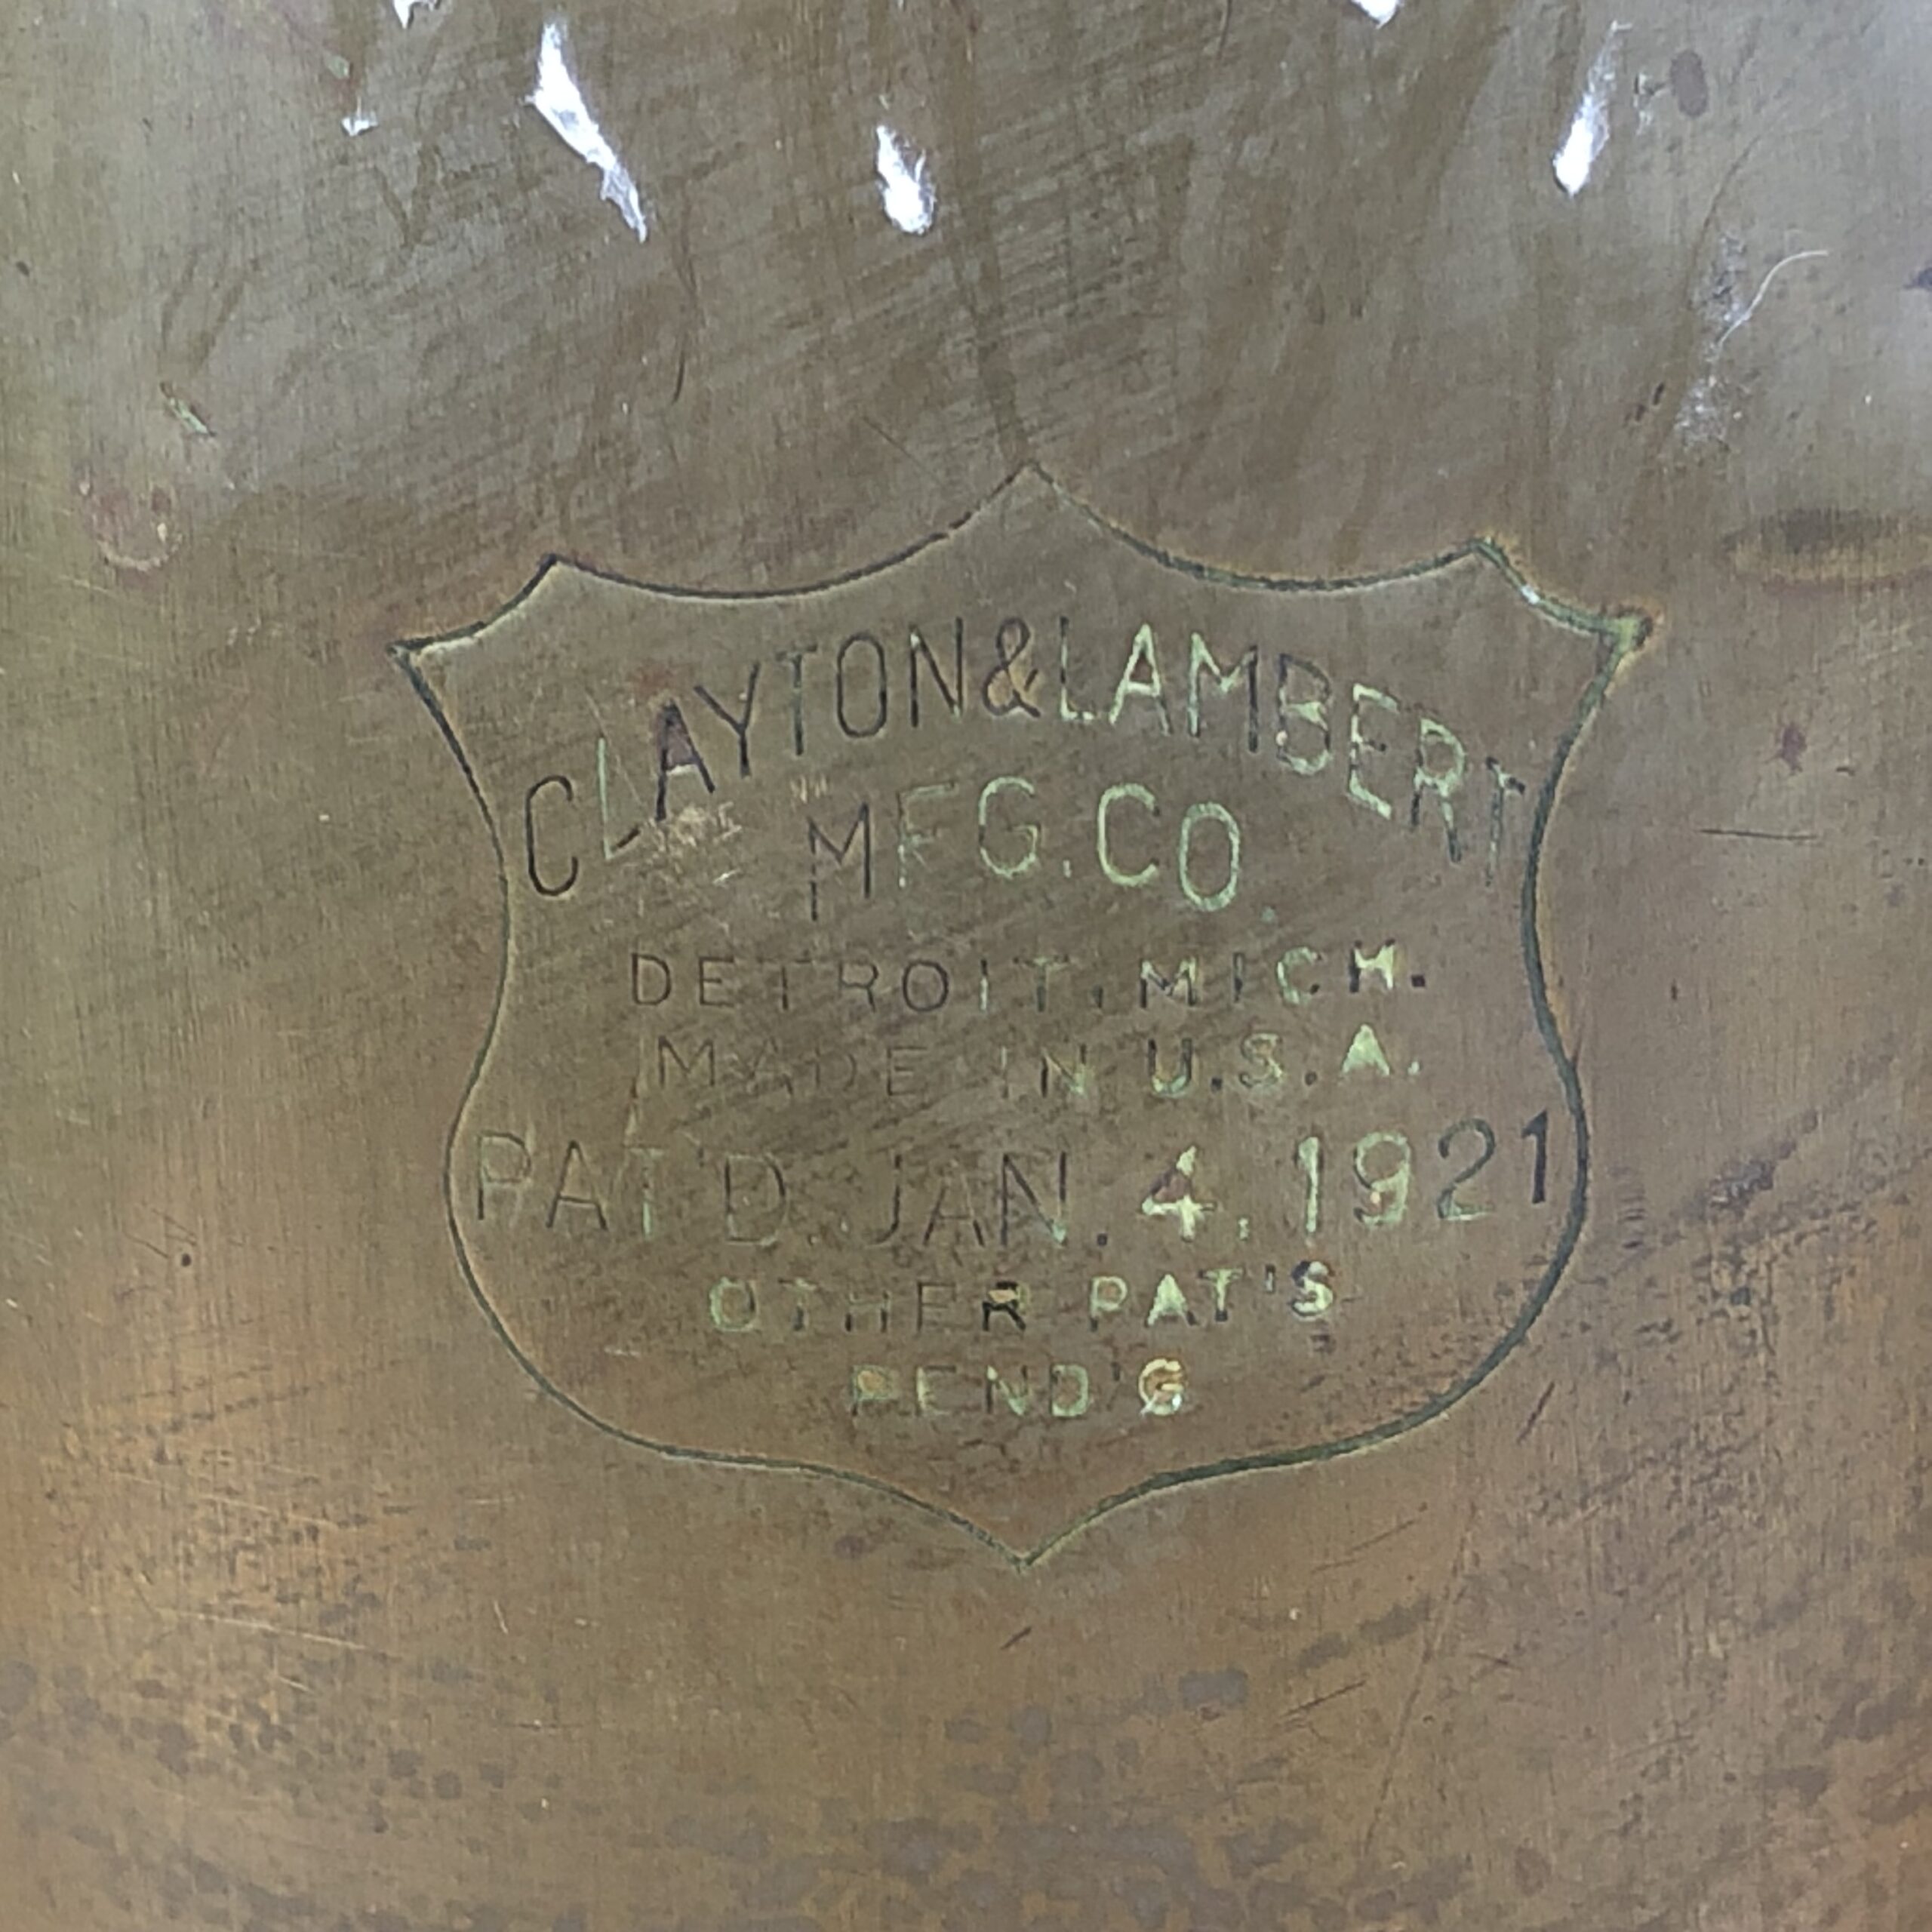 CLAYTON&LAMBERT
MFG.CO.
DETROIT, MICH.
MADE IN U.S.A.
PAT'D. JAN. 4, 1921
OTHER PAT'S
PEND'G